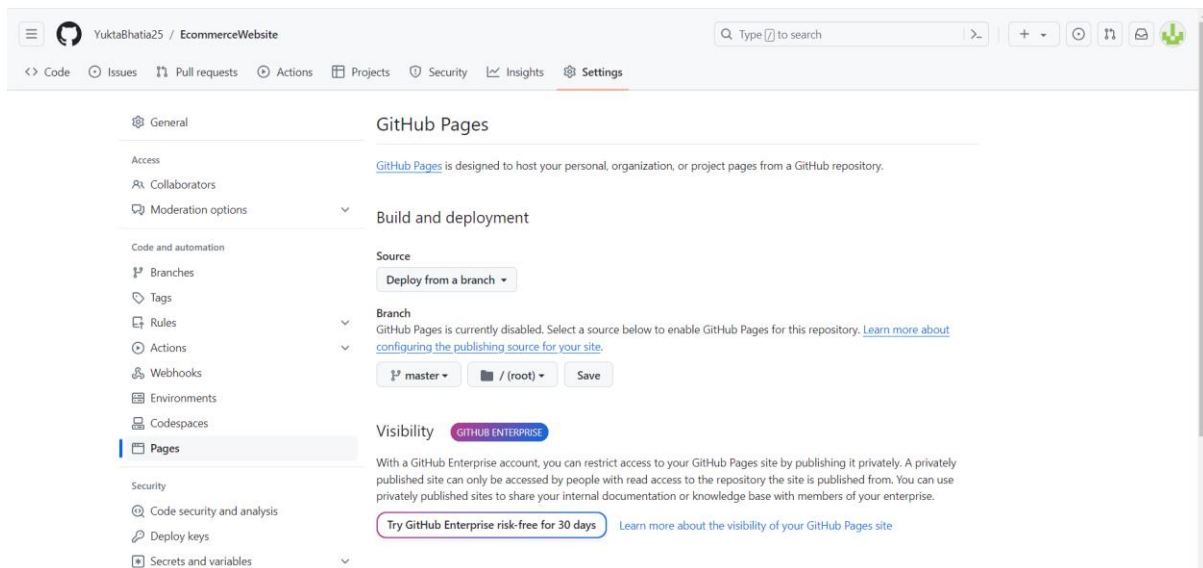 YuktaBhatia25 / EcommerceWebsite
Q Type / to search
>_
+
<> Code
Issues
Pull requests
Actions
Projects
Security
Insights
Settings
General
Access
Collaborators
Moderation options
Code and automation
Branches
Tags
Rules
Actions
Webhooks
Environments
Codespaces
Pages
Security
Code security and analysis
Deploy keys
Secrets and variables
GitHub Pages
GitHub Pages is designed to host your personal, organization, or project pages from a GitHub repository.
Build and deployment
Source
Deploy from a branch
Branch
GitHub Pages is currently disabled. Select a source below to enable GitHub Pages for this repository. Learn more about
configuring the publishing source for your site.
master
/ (root)
Save
Visibility
GITHUB ENTERPRISE
With a GitHub Enterprise account, you can restrict access to your GitHub Pages site by publishing it privately. A privately
published site can only be accessed by people with read access to the repository the site is published from. You can use
privately published sites to share your internal documentation or knowledge base with members of your enterprise.
Try GitHub Enterprise risk-free for 30 days
Learn more about the visibility of your GitHub Pages site